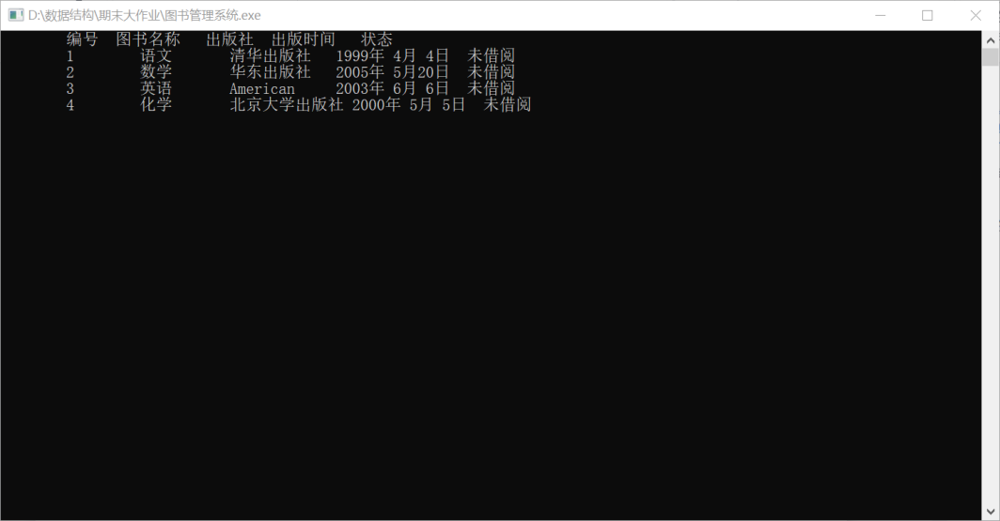 D:\数据结构\期末大作业\图书管理系统.exe
编号 图书名称 出版社 出版时间 状态
1 语文 清华出版社 1999年 4月 4日 未借阅
2 数学 华东出版社 2005年 5月20日 未借阅
3 英语 American 2003年 6月 6日 未借阅
4 化学 北京大学出版社 2000年 5月 5日 未借阅